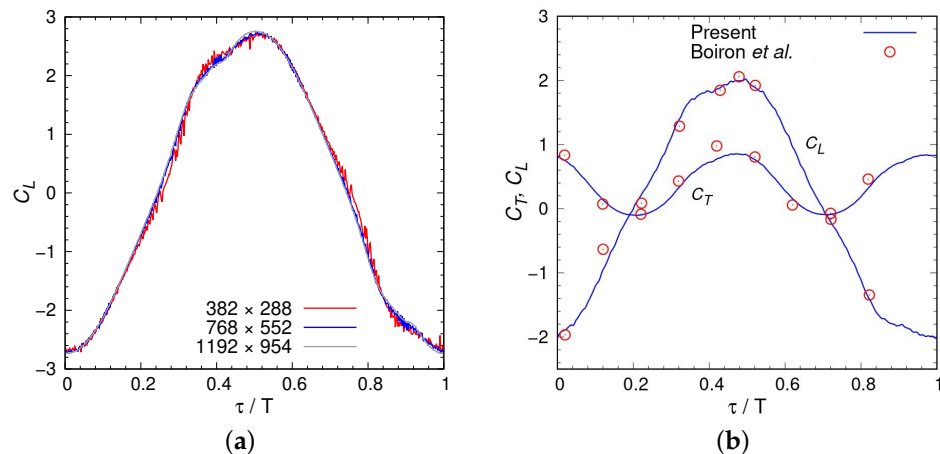 3
2
1
0
−1
−2
−3
C_L
0
0.2
0.4
0.6
0.8
1
τ / T
382 × 288
768 × 552
1192 × 954
(a)
3
2
1
0
−1
−2
C_T, C_L
0
0.2
0.4
0.6
0.8
1
τ / T
Present
Boiron et al.
C_L
C_T
(b)